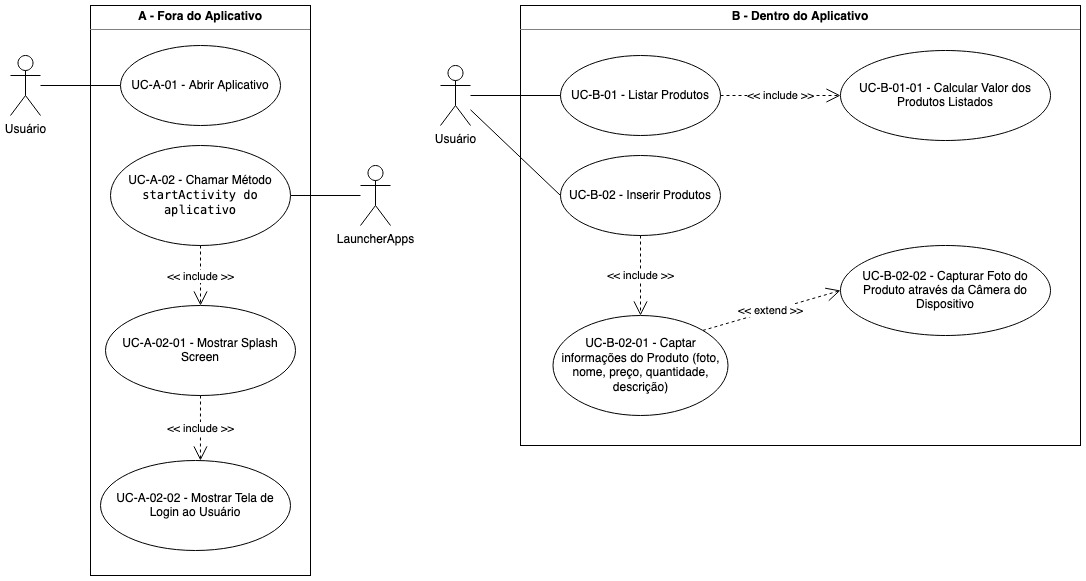 A - Fora do Aplicativo
Usuário
UC-A-01 - Abrir Aplicativo
UC-A-02 - Chamar Método
startActivity do
aplicativo
LauncherApps
<< include >>
UC-A-02-01 - Mostrar Splash
Screen
<< include >>
UC-A-02-02 - Mostrar Tela de
Login ao Usuário
B - Dentro do Aplicativo
Usuário
UC-B-01 - Listar Produtos
<< include >>
UC-B-01-01 - Calcular Valor dos
Produtos Listados
UC-B-02 - Inserir Produtos
<< include >>
UC-B-02-01 - Captar
informações do Produto (foto,
nome, preço, quantidade,
descrição)
<< extend >>
UC-B-02-02 - Capturar Foto do
Produto através da Câmera do
Dispositivo